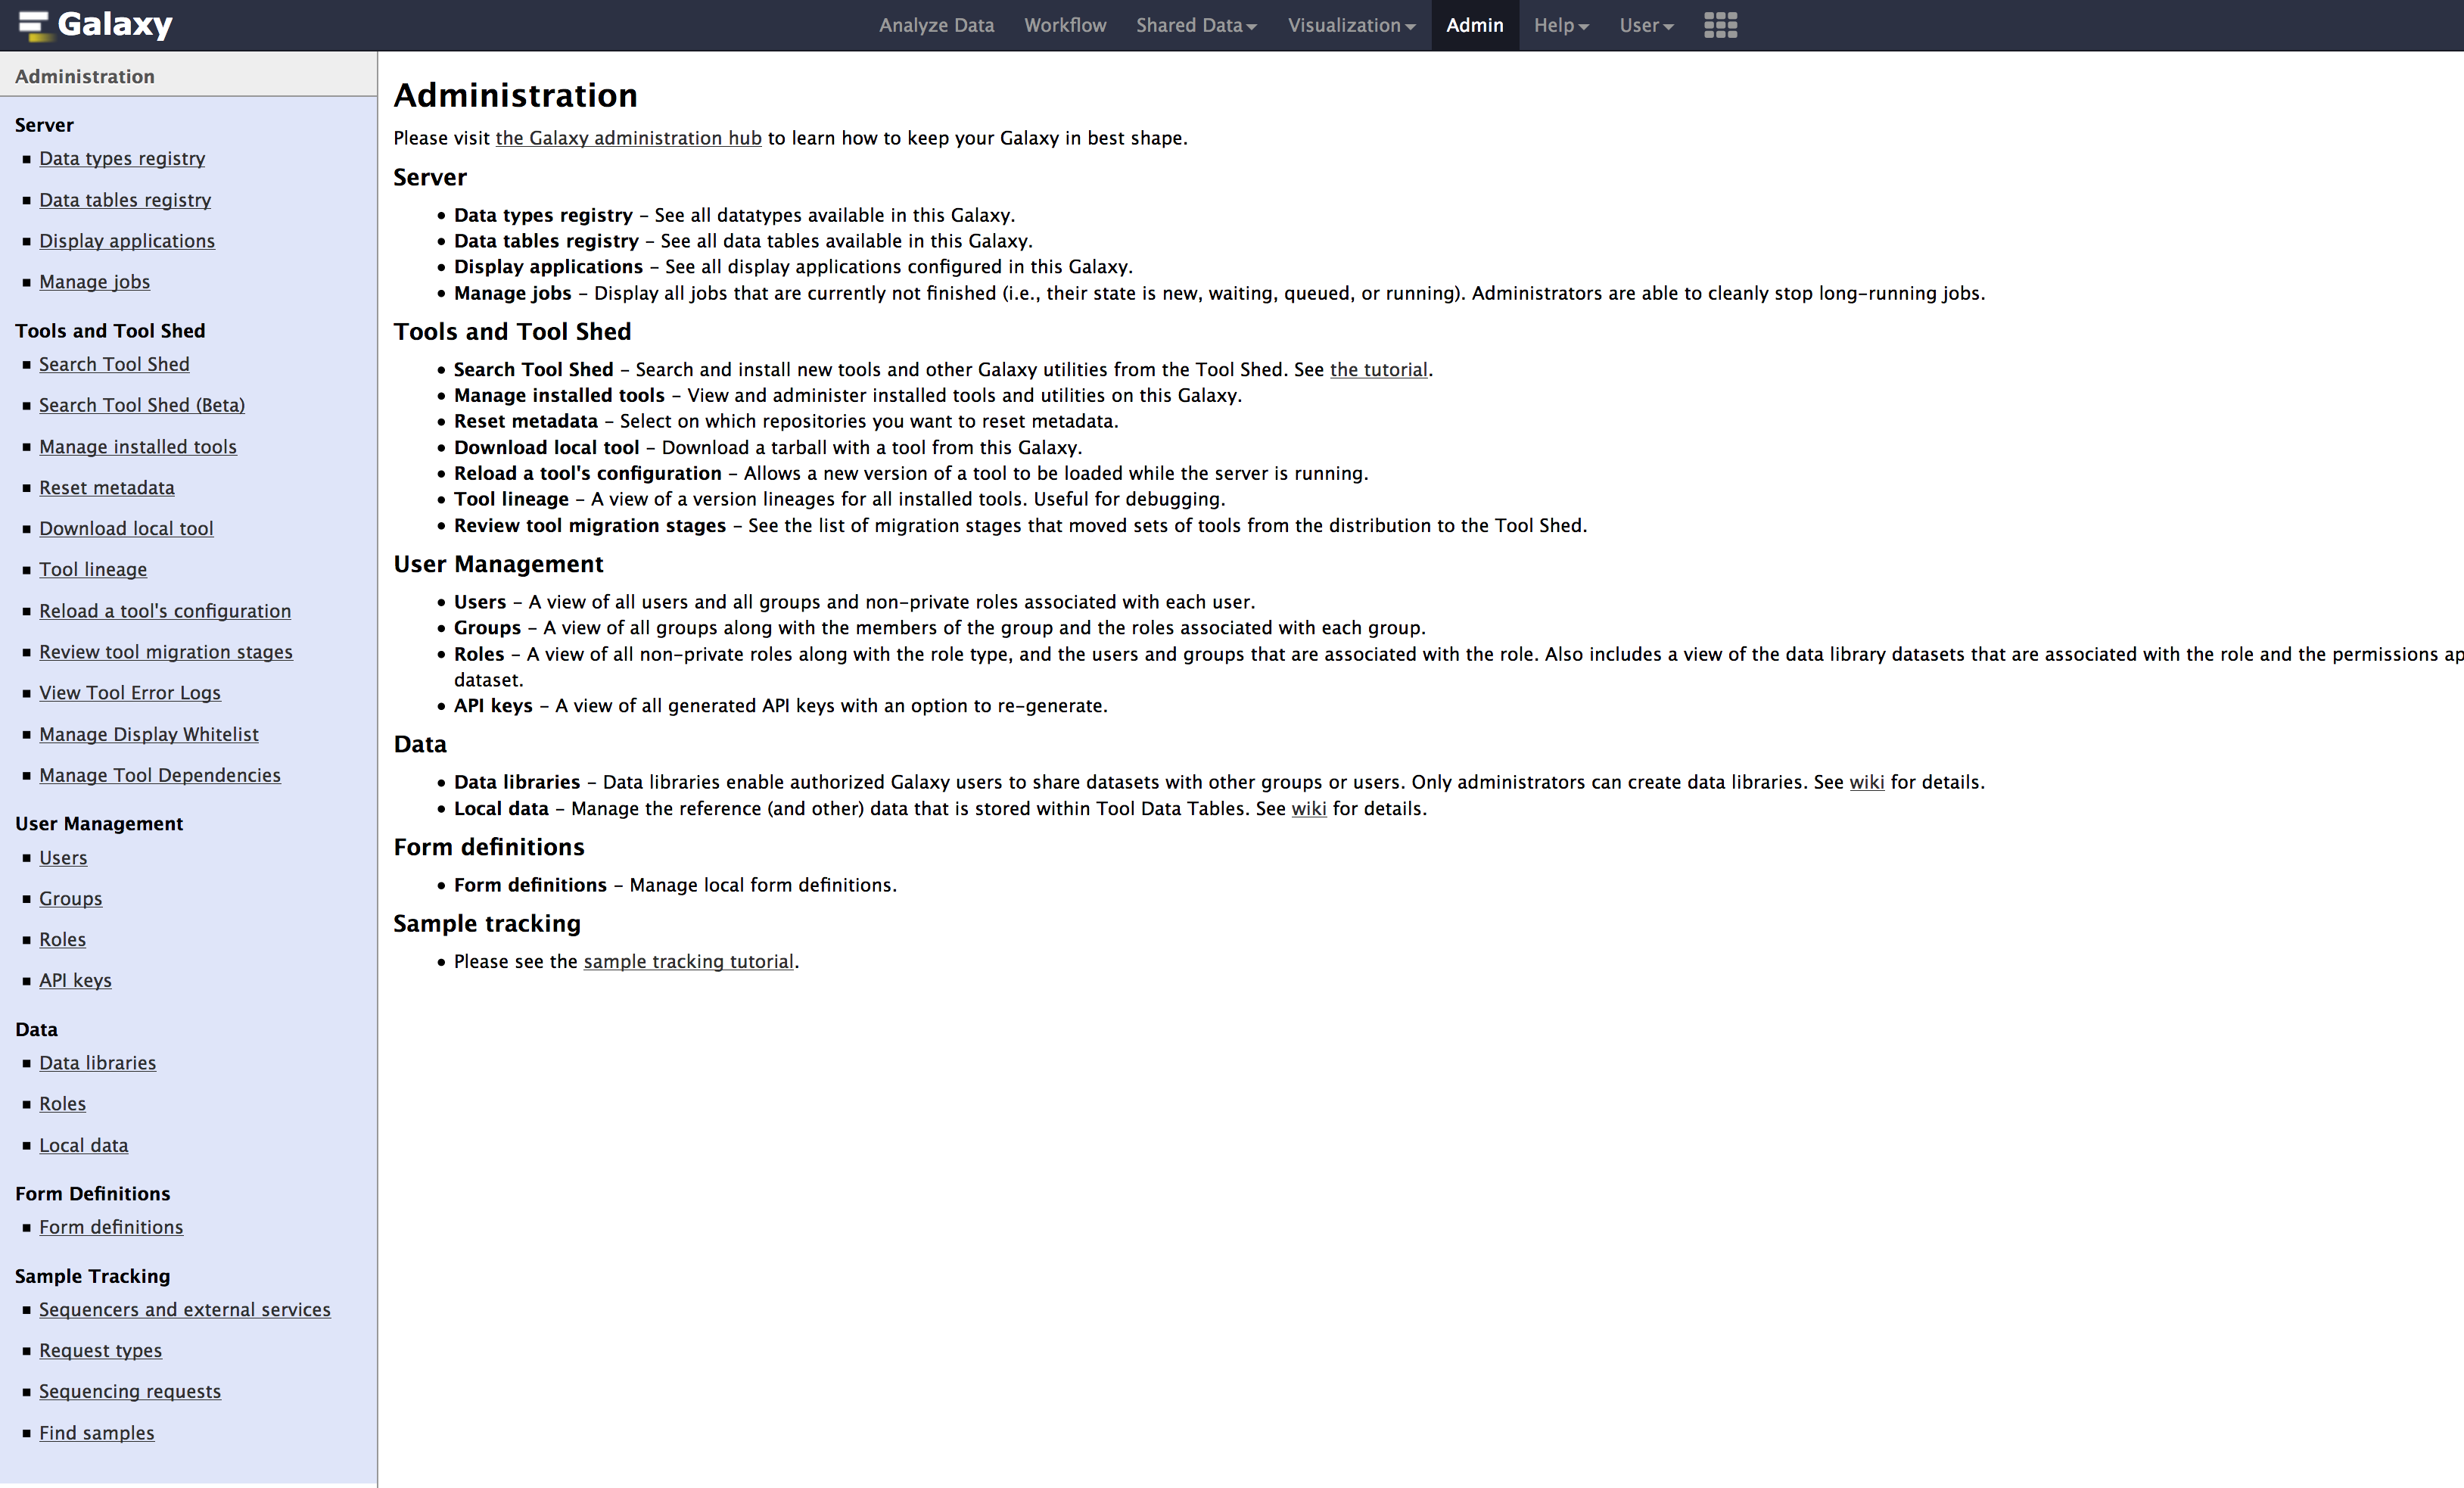 Galaxy
Analyze Data Workflow Shared Data Visualization Admin Help User
Administration
Server
Data types registry
Data tables registry
Display applications
Manage jobs
Tools and Tool Shed
Search Tool Shed
Search Tool Shed (Beta)
Manage installed tools
Reset metadata
Download local tool
Tool lineage
Reload a tool's configuration
Review tool migration stages
View Tool Error Logs
Manage Display Whitelist
Manage Tool Dependencies
User Management
Users
Groups
Roles
API keys
Data
Data libraries
Roles
Local data
Form Definitions
Form definitions
Sample Tracking
Sequencers and external services
Request types
Sequencing requests
Find samples
Administration
Please visit the Galaxy administration hub to learn how to keep your Galaxy in best shape.
Server
Data types registry – See all datatypes available in this Galaxy.
Data tables registry – See all data tables available in this Galaxy.
Display applications – See all display applications configured in this Galaxy.
Manage jobs – Display all jobs that are currently not finished (i.e., their state is new, waiting, queued, or running). Administrators are able to cleanly stop long-running jobs.
Tools and Tool Shed
Search Tool Shed – Search and install new tools and other Galaxy utilities from the Tool Shed. See the tutorial.
Manage installed tools – View and administer installed tools and utilities on this Galaxy.
Reset metadata – Select on which repositories you want to reset metadata.
Download local tool – Download a tarball with a tool from this Galaxy.
Reload a tool's configuration – Allows a new version of a tool to be loaded while the server is running.
Tool lineage – A view of a version lineages for all installed tools. Useful for debugging.
Review tool migration stages – See the list of migration stages that moved sets of tools from the distribution to the Tool Shed.
User Management
Users – A view of all users and all groups and non-private roles associated with each user.
Groups – A view of all groups along with the members of the group and the roles associated with each group.
Roles – A view of all non-private roles along with the role type, and the users and groups that are associated with the role. Also includes a view of the data library datasets that are associated with the role and the permissions ap
dataset.
API keys – A view of all generated API keys with an option to re-generate.
Data
Data libraries – Data libraries enable authorized Galaxy users to share datasets with other groups or users. Only administrators can create data libraries. See wiki for details.
Local data – Manage the reference (and other) data that is stored within Tool Data Tables. See wiki for details.
Form definitions
Form definitions – Manage local form definitions.
Sample tracking
Please see the sample tracking tutorial.